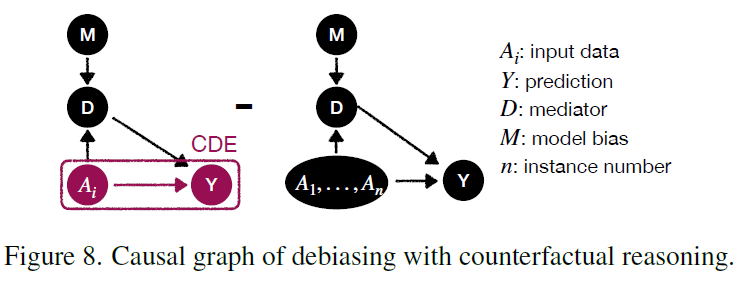 M
M
D
D
-
CDE
Aᵢ
Y
A₁,...,Aₙ
Y
Aᵢ: input data
Y: prediction
D: mediator
M: model bias
n: instance number
Figure 8. Causal graph of debiasing with counterfactual reasoning.